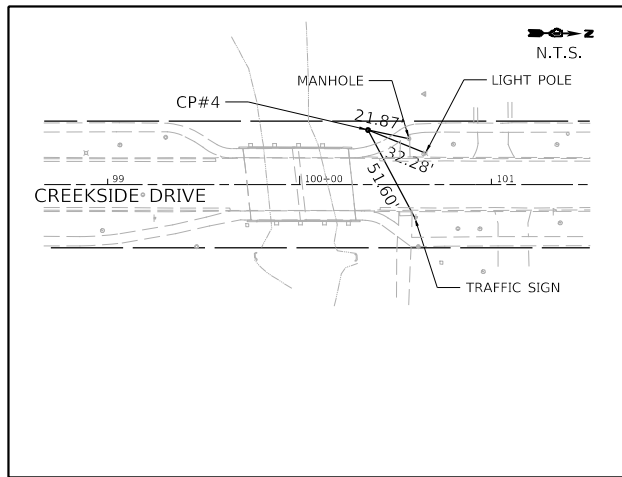 Z
N.T.S.
MANHOLE
LIGHT POLE
CP#4
21.87'
32.28'
51.60'
99
100+00
101
CREEKSIDE DRIVE
TRAFFIC SIGN